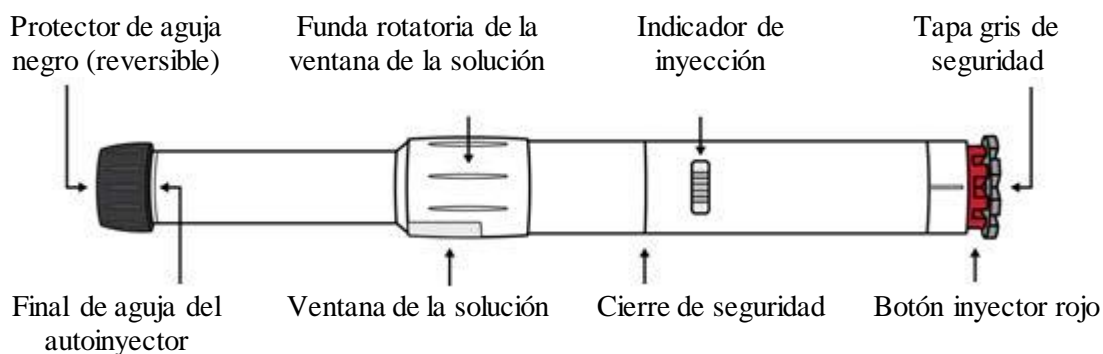 Protector de aguja
negro (reversible)
Funda rotatoria de la
ventana de la solución
Indicador de
inyección
Tapa gris de
seguridad
Final de aguja del
autoinyector
Ventana de la solución
Cierre de seguridad
Botón inyector rojo